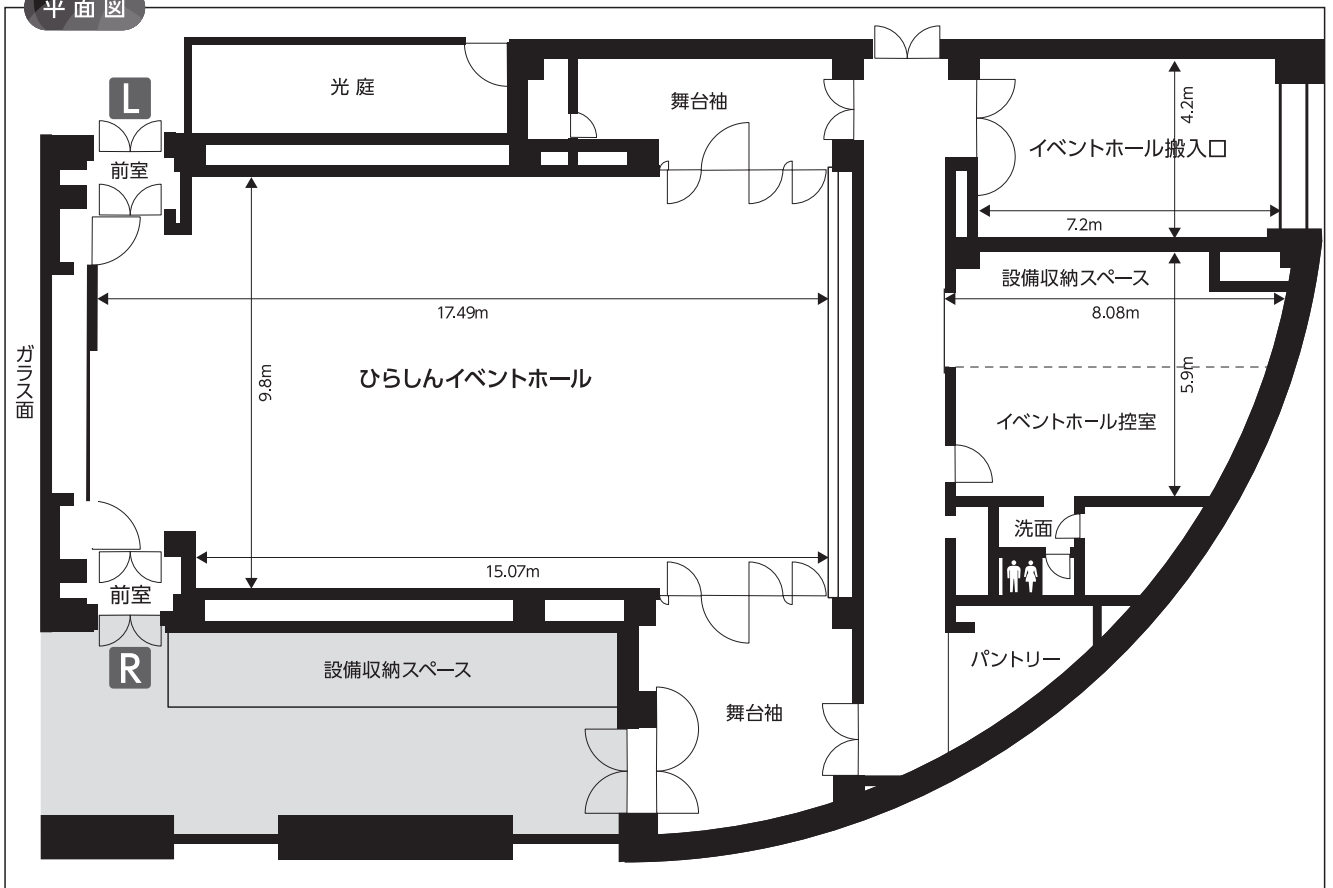 平面図
光 庭
舞台袖
L
4.2m
イベントホール搬入口
前室
7.2m
設備収納スペース
17.49m
8.08m
ガラス面
ひらしんイベントホール
9.8m
5.9m
イベントホール控室
洗面
15.07m
前室
R
設備収納スペース
パントリー
舞台袖